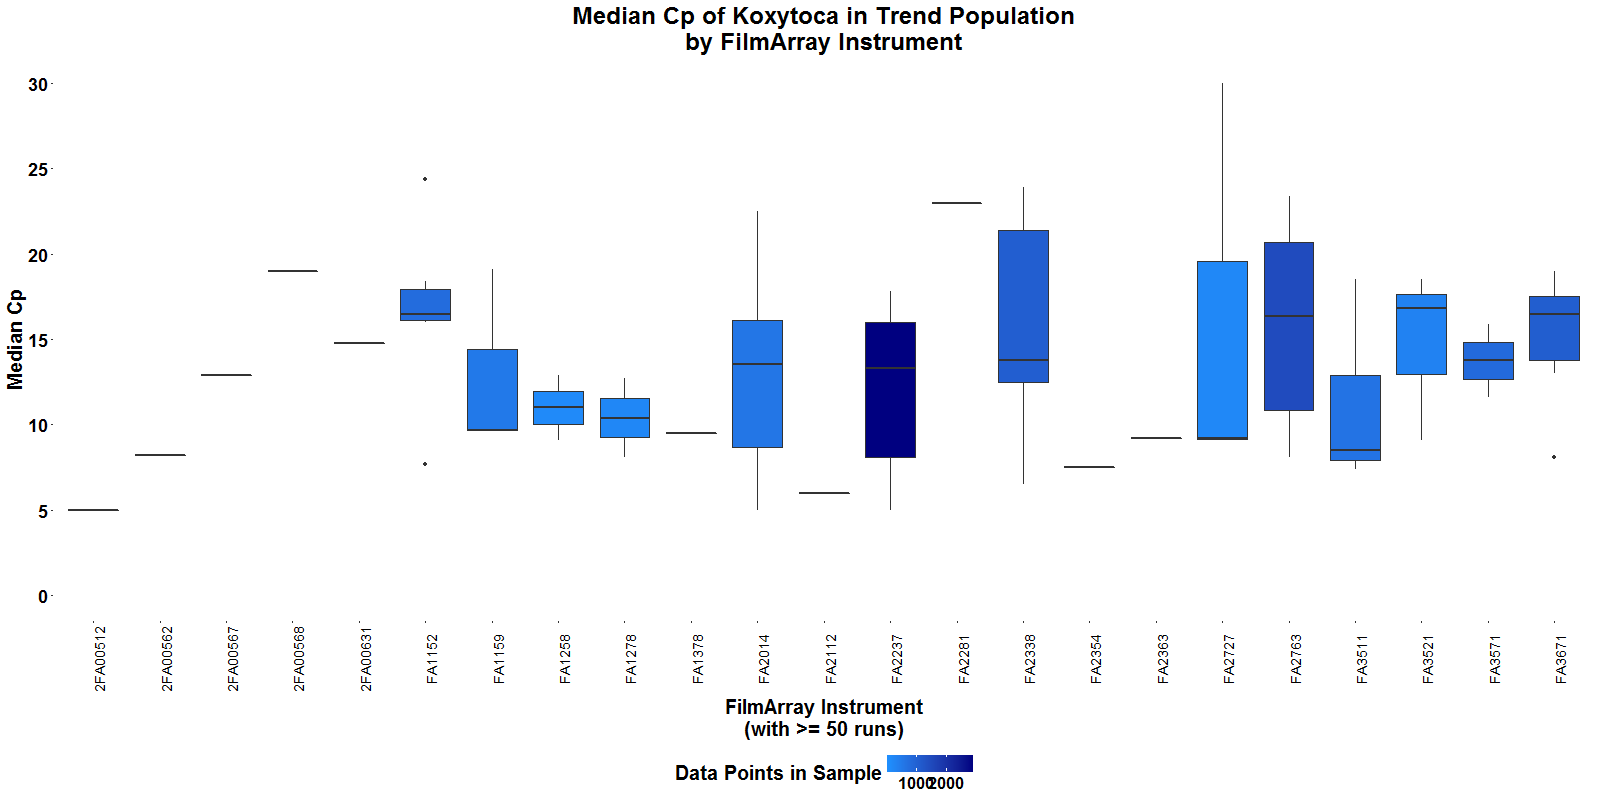 Median Cp of Koxytoca in Trend Population
by FilmArray Instrument
Median Cp
30
25
20
15
10
5
0
2FA00512
2FA00562
2FA00567
2FA00568
2FA00631
FA1152
FA1159
FA1258
FA1278
FA1378
FA2014
FA2112
FA2237
FA2281
FA2338
FA2354
FA2363
FA2727
FA2763
FA3511
FA3521
FA3571
FA3671
FilmArray Instrument
(with >= 50 runs)
Data Points in Sample
1000
2000